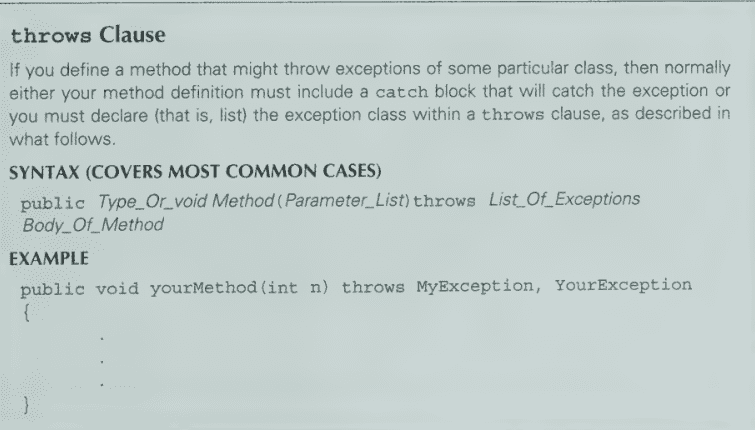 throws Clause
If you define a method that might throw exceptions of some particular class, then normally
either your method definition must include a catch block that will catch the exception or
you must declare (that is, list) the exception class within a throws clause, as described in
what follows.
SYNTAX (COVERS MOST COMMON CASES)
public Type_Or_void Method(Parameter_List) throws List_Of_Exceptions
Body_Of_Method
EXAMPLE
public void yourMethod(int n) throws MyException, YourException
{
.
.
.
}